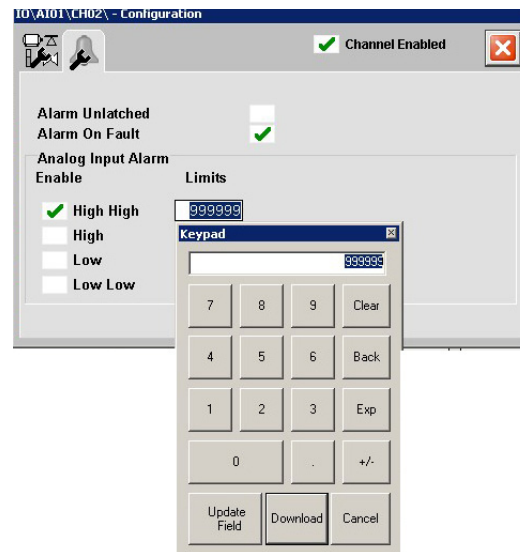 IO\AI01\CH02\ - Configuration
Channel Enabled
Alarm Unlatched
Alarm On Fault
Analog Input Alarm
Enable Limits
High High 999999
High
Low
Low Low
Keypad
999999
7 8 9 Clear
4 5 6 Back
1 2 3 Exp
0 . +/-
Update
Field
Download Cancel